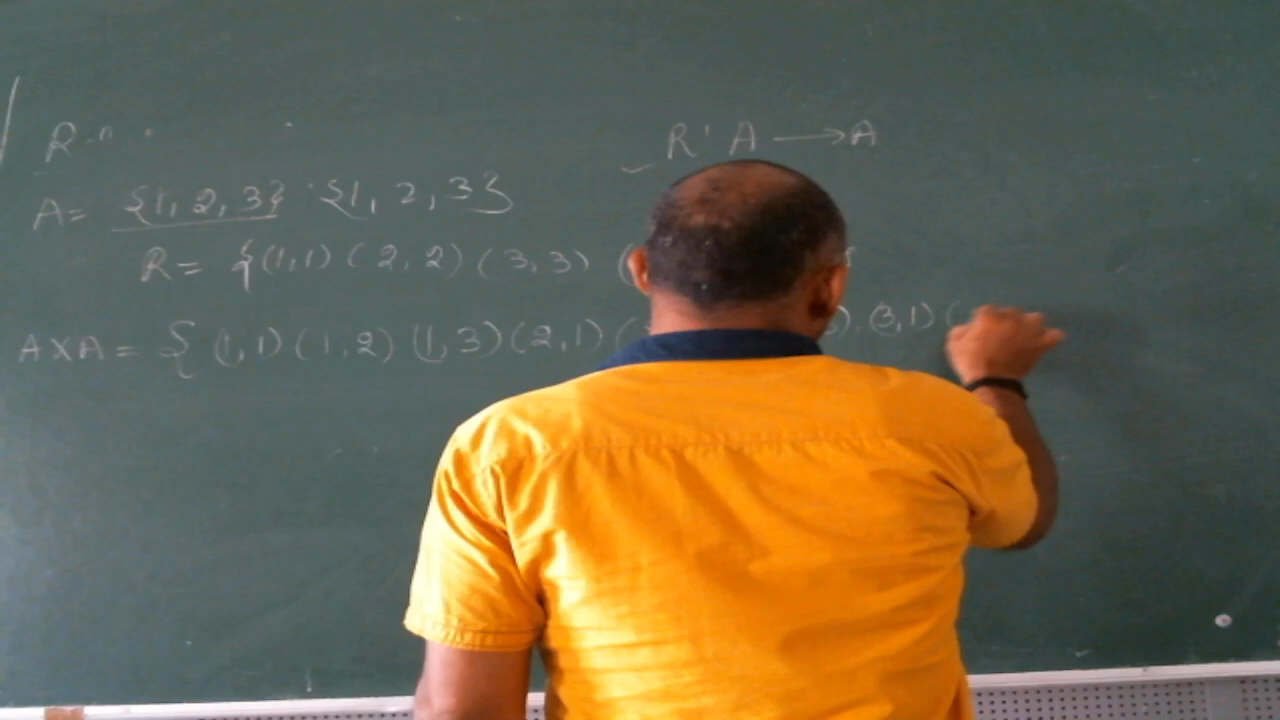 R
R' A → A
A = {1, 2, 3} {1, 2, 3}
R = {(1,1) (2,2) (3,3) (
A X A = { (1,1) (1,2) (1,3) (2,1) ( ), (3,1) (